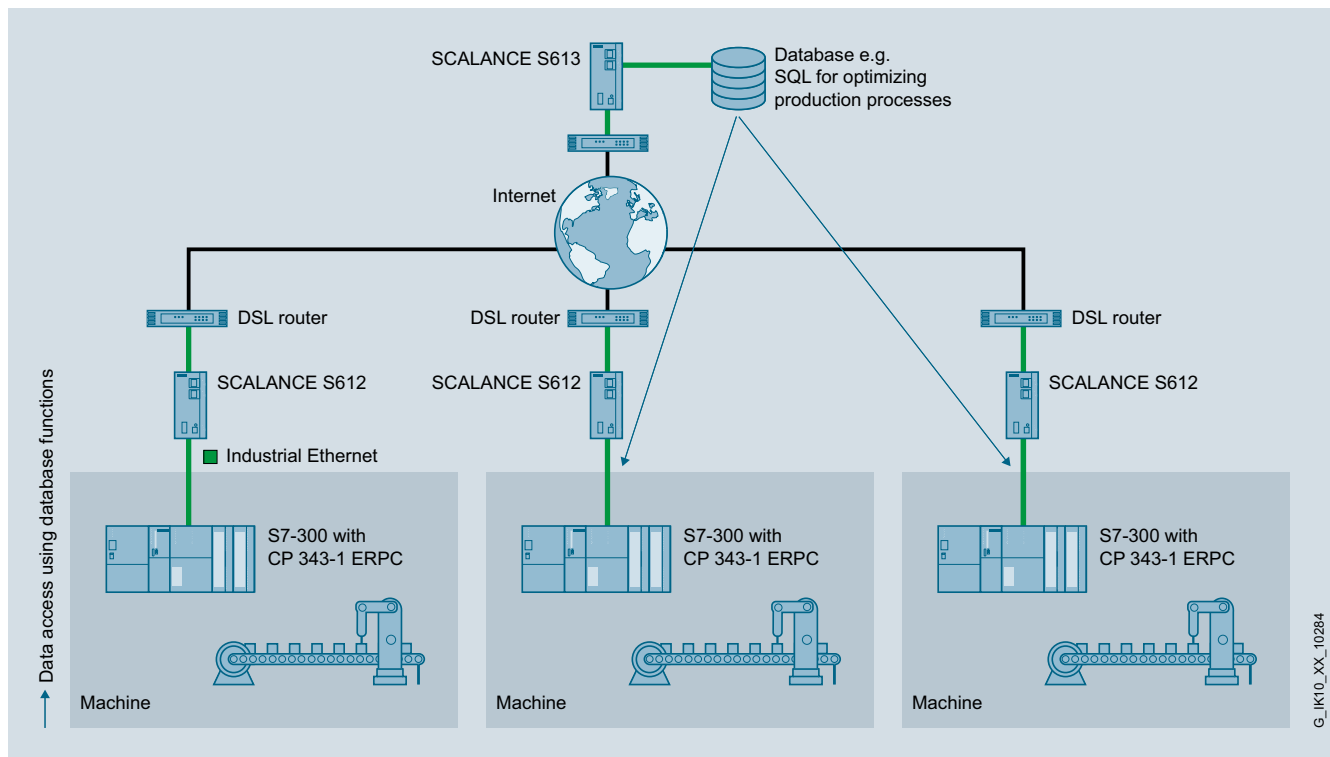 SCALANCE S613
Database e.g.
SQL for optimizing
production processes
Internet
DSL router
DSL router
DSL router
SCALANCE S612
SCALANCE S612
SCALANCE S612
Industrial Ethernet
Data access using database functions
S7-300 with
CP 343-1 ERPC
S7-300 with
CP 343-1 ERPC
S7-300 with
CP 343-1 ERPC
Machine
Machine
Machine
G_IK10_XX_10284